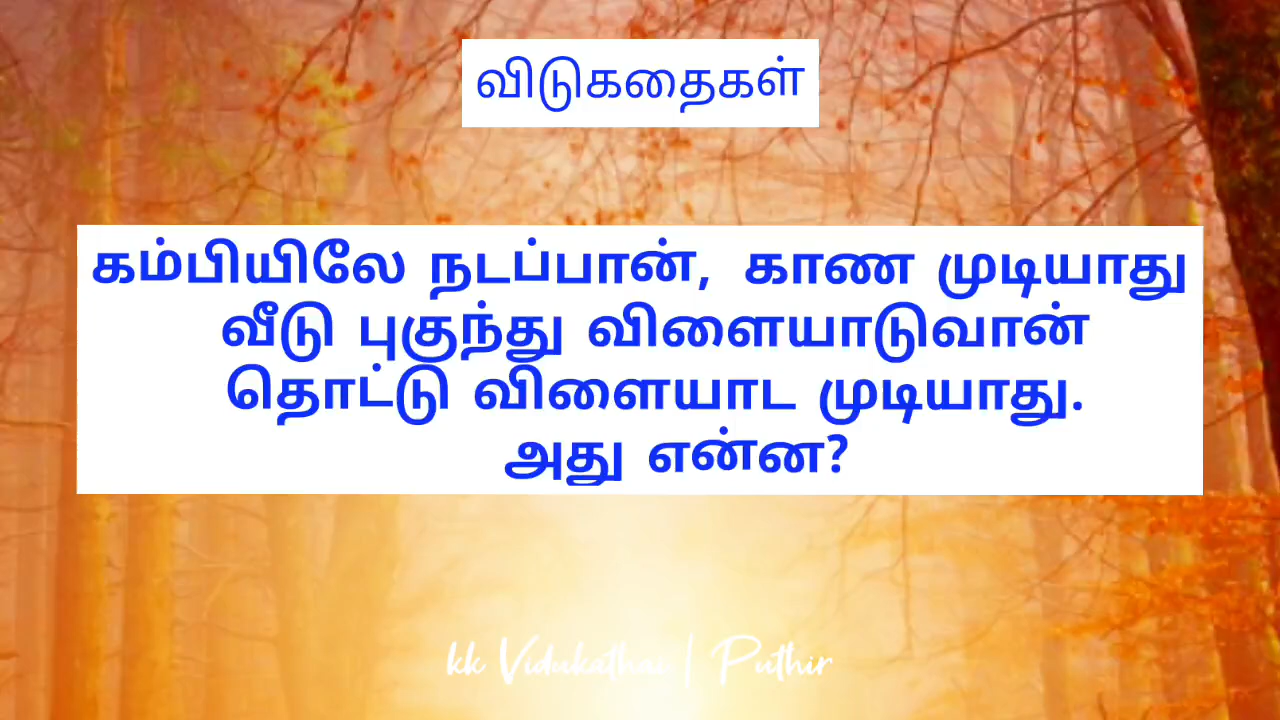 விடுகதைகள்
கம்பியிலே நடப்பான், காண முடியாது
வீடு புகுந்து விளையாடுவான்
தொட்டு விளையாட முடியாது.
அது என்ன?
kk Vidukathai | Puthir